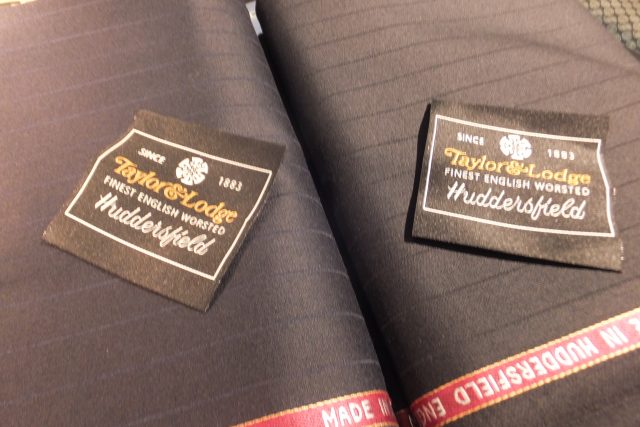 SINCE 1883
Taylor & Lodge
FINEST ENGLISH WORSTED
Huddersfield
SINCE 1883
Taylor & Lodge
FINEST ENGLISH WORSTED
Huddersfield
MADE IN
IN HUDDERSFIELD ENG